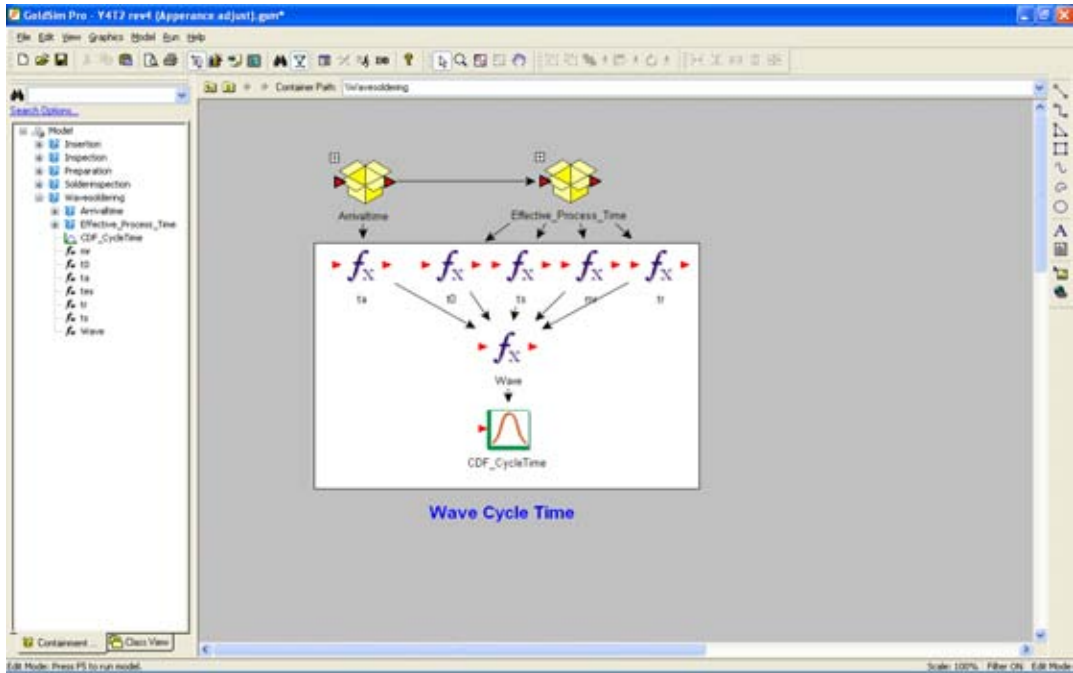 GoldSim Pro - Y4T2 rev4 (Apperance adjust).gsm*
File Edit View Graphics Model Run Help
Container Path: \Wavesoldering
Search Options...
Model
Insertion
Inspection
Preparation
Solderinspection
Wavesoldering
Arrivaltime
Effective_Process_Time
CDF_CycleTime
nr
t0
ta
tes
tr
ts
Wave
Arrivaltime
Effective_Process_Time
ta
t0
ts
nr
tr
Wave
CDF_CycleTime
Wave Cycle Time
Containment ...
Class View
Edit Mode: Press F5 to run model.
Scale: 100% Filter ON Edit Mode